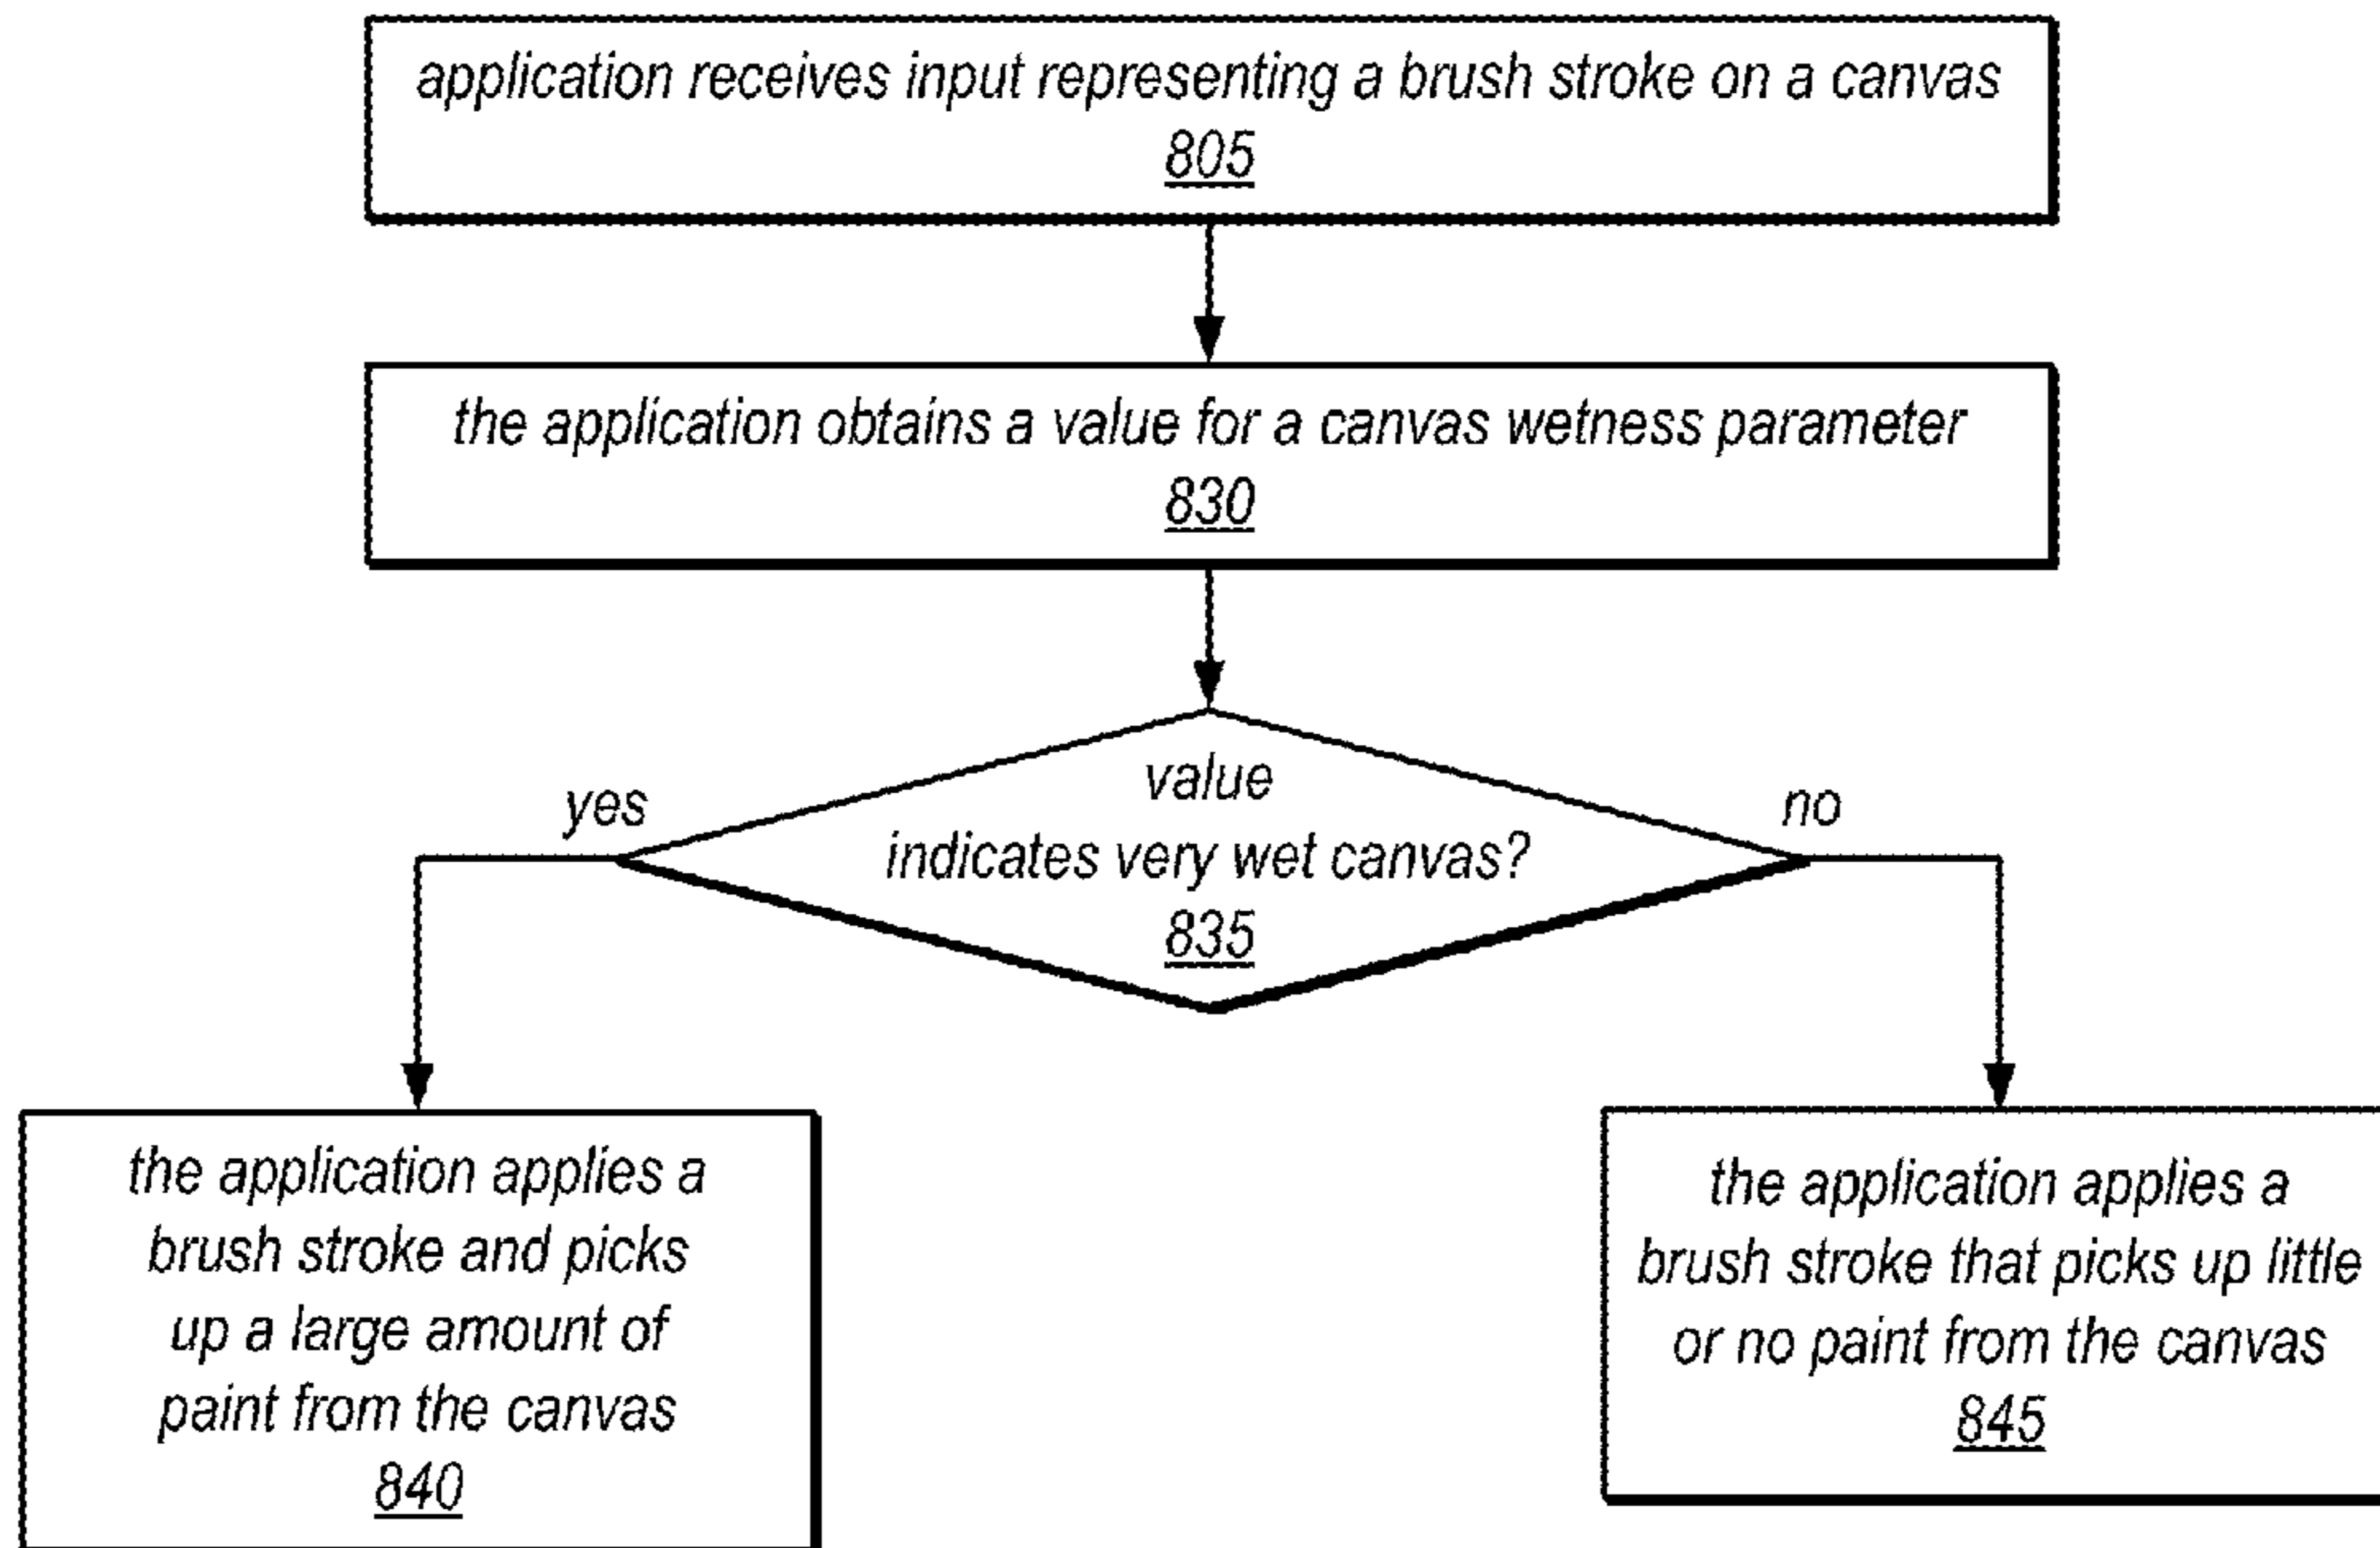 application receives input representing a brush stroke on a canvas
805
the application obtains a value for a canvas wetness parameter
830
value
indicates very wet canvas?
835
yes
no
the application applies a
brush stroke and picks
up a large amount of
paint from the canvas
840
the application applies a
brush stroke that picks up little
or no paint from the canvas
845